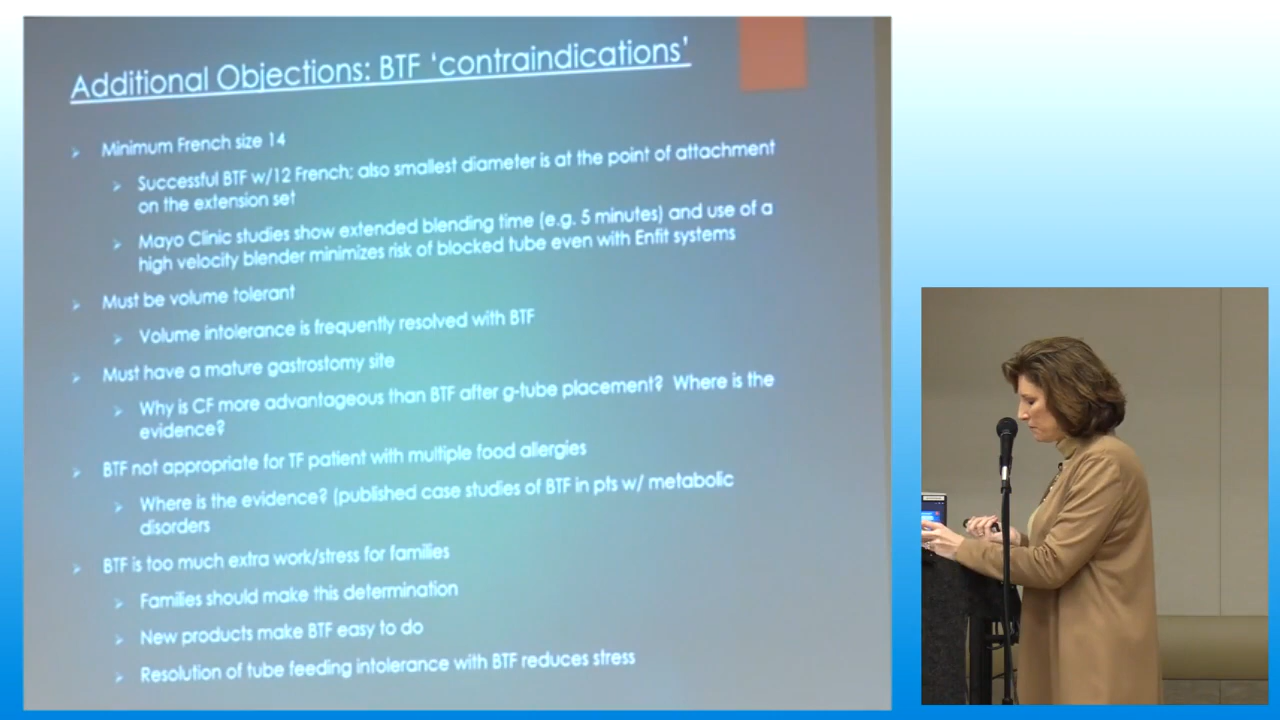 Additional Objections: BTF ‘contraindications’
Minimum French size 14
Successful BTF w/12 French; also smallest diameter is at the point of attachment
on the extension set
Mayo Clinic studies show extended blending time (e.g. 5 minutes) and use of a
high velocity blender minimizes risk of blocked tube even with Enfit systems
Must be volume tolerant
Volume intolerance is frequently resolved with BTF
Must have a mature gastrostomy site
Why is CF more advantageous than BTF after g-tube placement? Where is the
evidence?
BTF not appropriate for TF patient with multiple food allergies
Where is the evidence? (published case studies of BTF in pts w/ metabolic
disorders
BTF is too much extra work/stress for families
Families should make this determination
New products make BTF easy to do
Resolution of tube feeding intolerance with BTF reduces stress